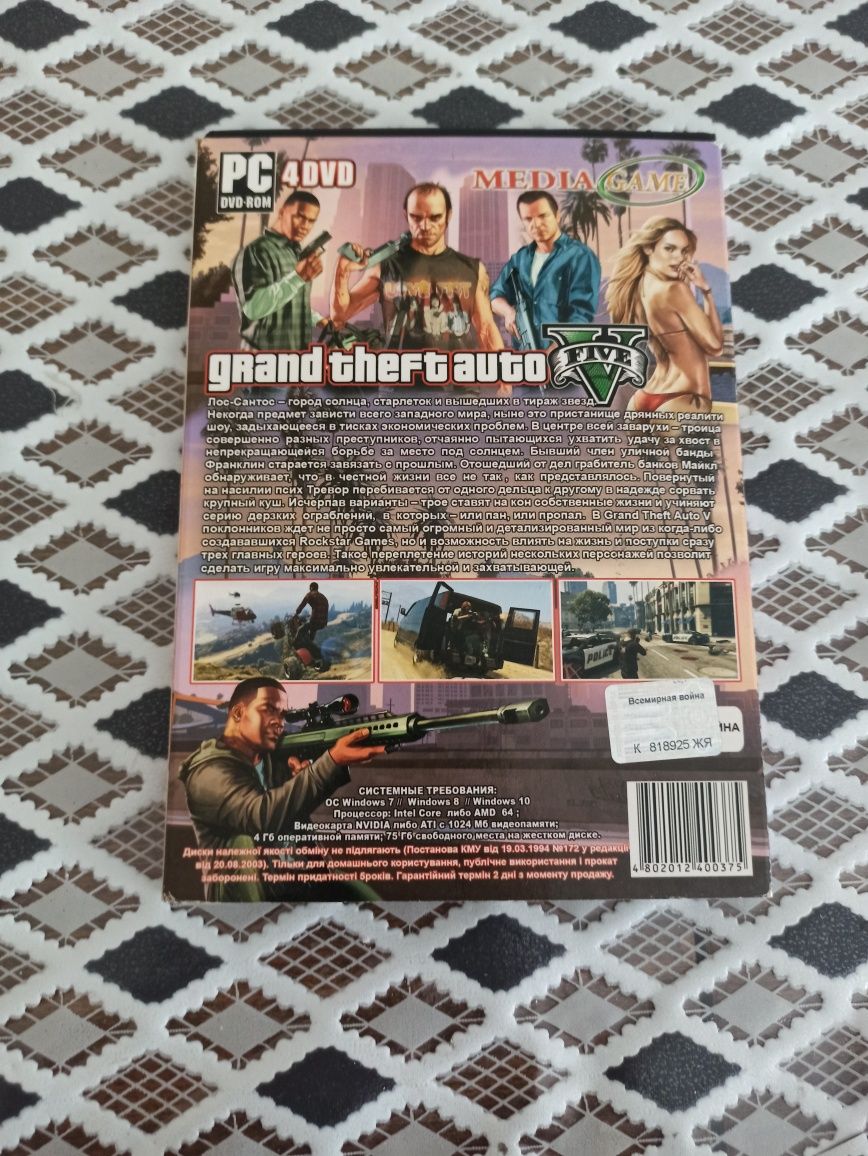 PC
DVD-ROM
4DVD
MEDIA GAME
grand theft auto
FIVE
Лос-Сантос – город солнца, старлеток и вышедших в тираж звезд.
Некогда предмет зависти всего западного мира, ныне это пристанище дрянных реалити
шоу, задыхающееся в тисках экономических проблем. В центре всей заварухи – троица
совершенно разных преступников, отчаянно пытающихся ухватить удачу за хвост в
непрекращающейся борьбе за место под солнцем. Бывший член уличной банды
Франклин старается завязать с прошлым. Отошедший от дел грабитель банков Майкл
обнаруживает, что в честной жизни все не так, как представлялось. Повернутый
на насилии псих Тревор перебивается от одного дельца к другому в надежде сорвать
крупный куш. Исчерпав варианты – трое ставят на кон собственные жизни и учиняют
серию дерзких ограблений, в которых – или пан, или пропал. В Grand Theft Auto V
поклонников ждет не просто самый огромный и детализированный мир из когда-либо
создававшихся Rockstar Games, но и возможность влиять на жизнь и поступки сразу
трех главных героев. Такое переплетение историй нескольких персонажей позволит
сделать игру максимально увлекательной и захватывающей.
POLICE
Всемирная война
ИНА
К 818925 ЖЯ
СИСТЕМНЫЕ ТРЕБОВАНИЯ:
ОС Windows 7 // Windows 8 // Windows 10
Процессор: Intel Core либо AMD 64 ;
Видеокарта NVIDIA либо ATI с 1024 Мб видеопамяти;
4 Гб оперативной памяти; 75 Гб свободного места на жестком диске.
Диски належної якості обміну не підлягають (Постанова КМУ від 19.03.1994 №172 у редакції
від 20.08.2003). Тільки для домашнього користування, публічне використання і прокат
заборонені. Термін придатності 5років. Гарантійний термін 2 дні з моменту продажу.
4 802012 400375